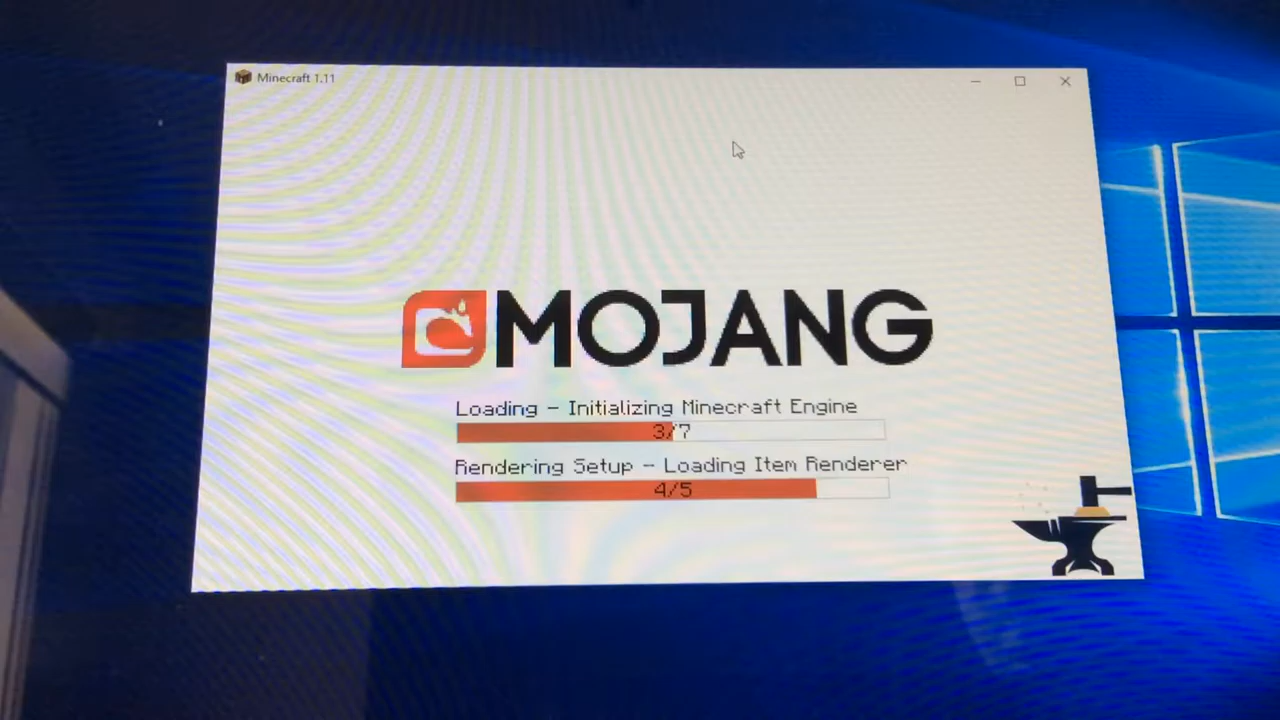 Minecraft 1.11
MOJANG
Loading - Initializing Minecraft Engine
3/7
Rendering Setup - Loading Item Renderer
4/5